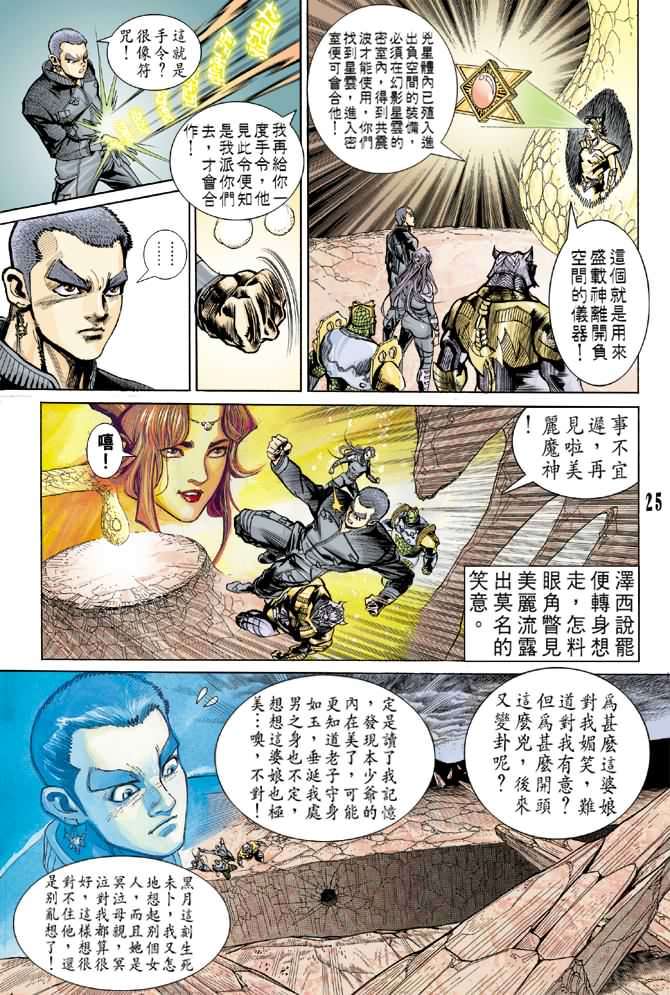 兇星體內已殖入進
出負空間的裝備，
必須在幻影星雲的
密室內，得到共震
波才能使用，你們
找到星雲，進入密
室便可會合他！
這個就是用來
盛載神離開負
空間的儀器！
這就是
手令？
很像符
咒！
我再給你一
度手令，他
見此令便知
是我派你們
去，才會合
作！
……
事不宜
遲，再
見啦美
麗魔神
！
嘻！
25
澤西說罷
便轉身想
走，怎料
眼角瞥見
美麗流露
出莫名的
笑意。
為甚麼這婆娘
對我媚笑，難
道對我有意？
但為甚麼開頭
這麼兇，後來
又變卦呢？
定是讀了我記憶
，發現本少爺的
內在美了，可能
更知道老子守身
如玉，垂涎我處
男之身也不定，
想想這婆娘也極
美…噢，不對！
黑月這刻生死
未卜，我又怎
地想起別個女
人，而且她是
冥泣母親，冥
泣對我都算很
好，這樣想很
對不住他，還
是別亂想了！